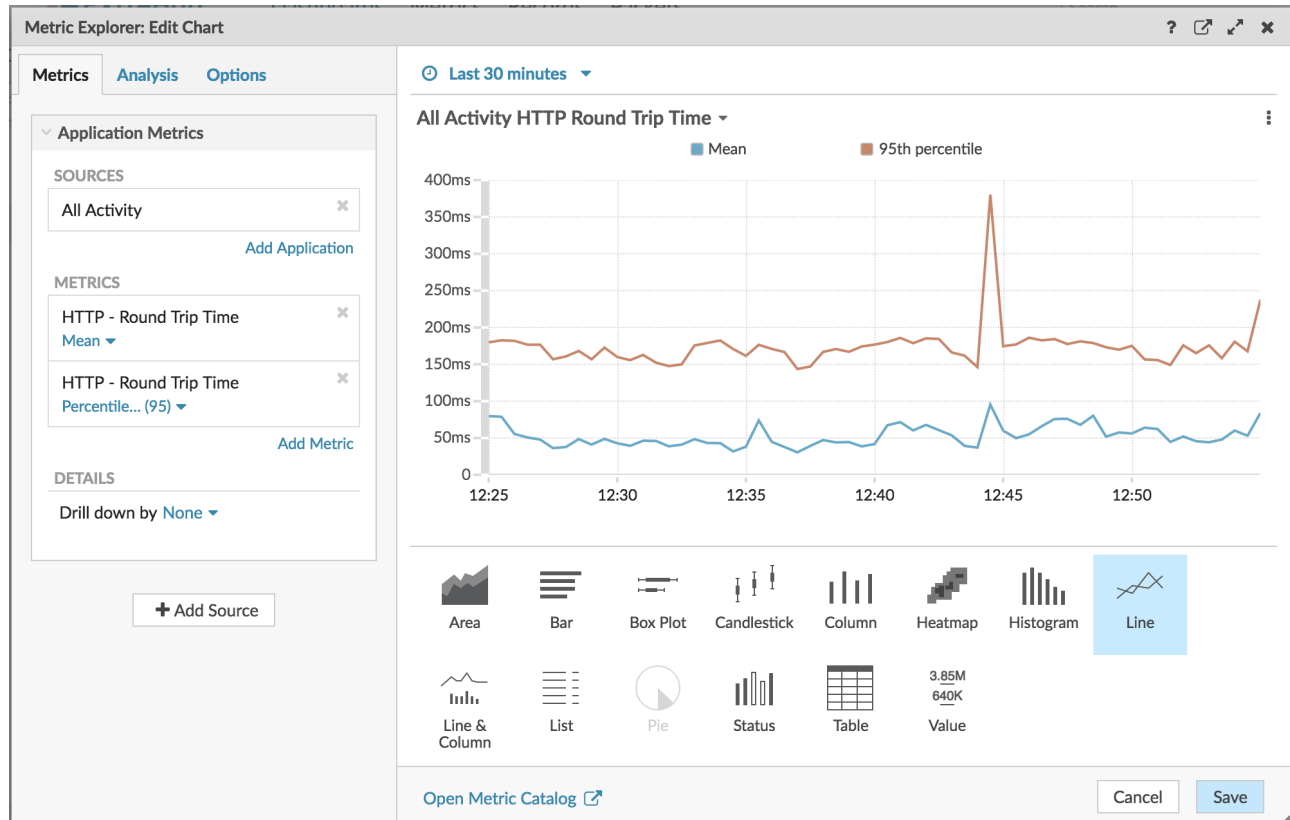 Metric Explorer: Edit Chart
?
Metrics
Analysis
Options
Application Metrics
SOURCES
All Activity
Add Application
METRICS
HTTP - Round Trip Time
Mean
HTTP - Round Trip Time
Percentile... (95)
Add Metric
DETAILS
Drill down by None
+ Add Source
Last 30 minutes
All Activity HTTP Round Trip Time
Mean
95th percentile
400ms
350ms
300ms
250ms
200ms
150ms
100ms
50ms
0
12:25
12:30
12:35
12:40
12:45
12:50
Area
Bar
Box Plot
Candlestick
Column
Heatmap
Histogram
Line
Line &
Column
List
Pie
Status
Table
3.85M
640K
Value
Open Metric Catalog
Cancel
Save